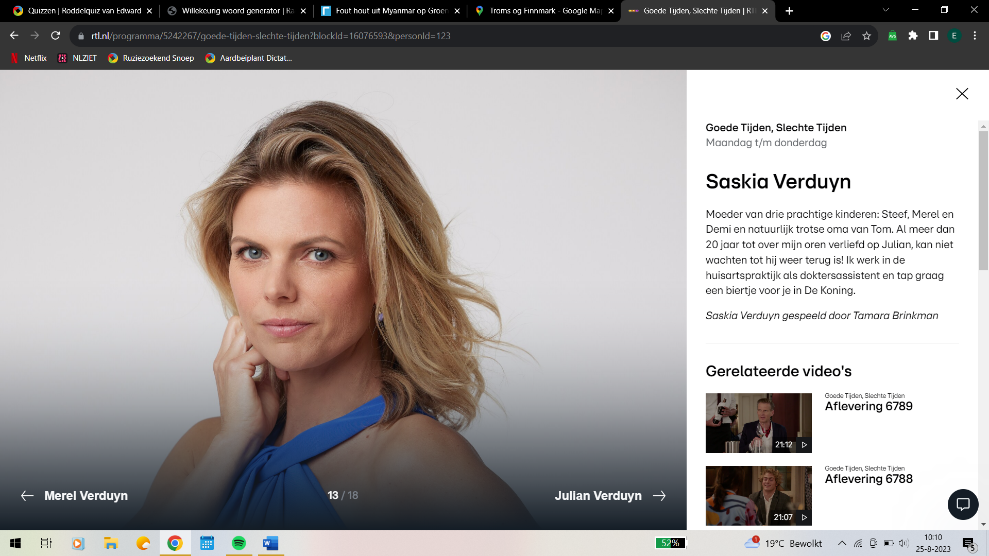 Quizzen | Roddelquiz van Edward
Willekeurig woord generator | Ra
Fout hout uit Myanmar op Groen
Troms og Finnmark - Google Map
Goede Tijden, Slechte Tijden | RT
rtl.nl/programma/5242267/goede-tijden-slechte-tijden?blockId=16076593&personId=123
E
Netflix
NLZIET
Ruziezoekend Snoep
Aardbeiplant Dictat...
Goede Tijden, Slechte Tijden
Maandag t/m donderdag
Saskia Verduyn
Moeder van drie prachtige kinderen: Steef, Merel en
Demi en natuurlijk trotse oma van Tom. Al meer dan
20 jaar tot over mijn oren verliefd op Julian, kan niet
wachten tot hij weer terug is! Ik werk in de
huisartspraktijk als doktersassistent en tap graag
een biertje voor je in De Koning.
Saskia Verduyn gespeeld door Tamara Brinkman
Gerelateerde video's
Goede Tijden, Slechte Tijden
Aflevering 6789
21:12
Goede Tijden, Slechte Tijden
Aflevering 6788
21:07
Merel Verduyn
13 / 18
Julian Verduyn
52%
19°C Bewolkt
10:10
25-8-2023
5